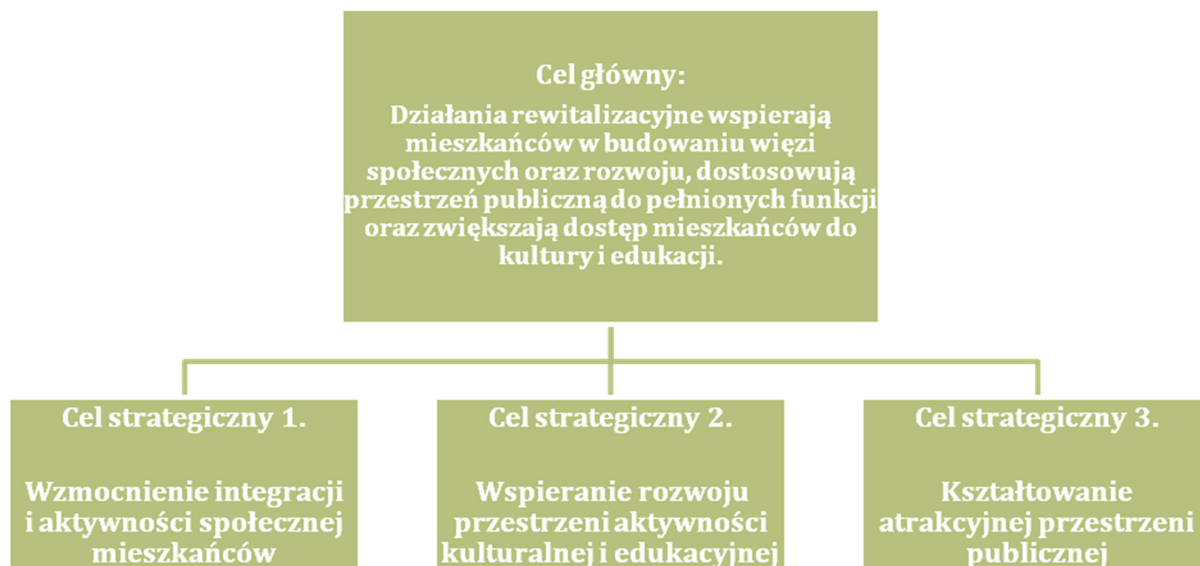 Cel główny:
Działania rewitalizacyjne wspierają
mieszkańców w budowaniu więzi
społecznych oraz rozwoju, dostosowują
przestrzeń publiczną do pełnionych funkcji
oraz zwiększają dostęp mieszkańców do
kultury i edukacji.
Cel strategiczny 1.
Wzmocnienie integracji
i aktywności społecznej
mieszkańców
Cel strategiczny 2.
Wspieranie rozwoju
przestrzeni aktywności
kulturalnej i edukacyjnej
Cel strategiczny 3.
Kształtowanie
atrakcyjnej przestrzeni
publicznej